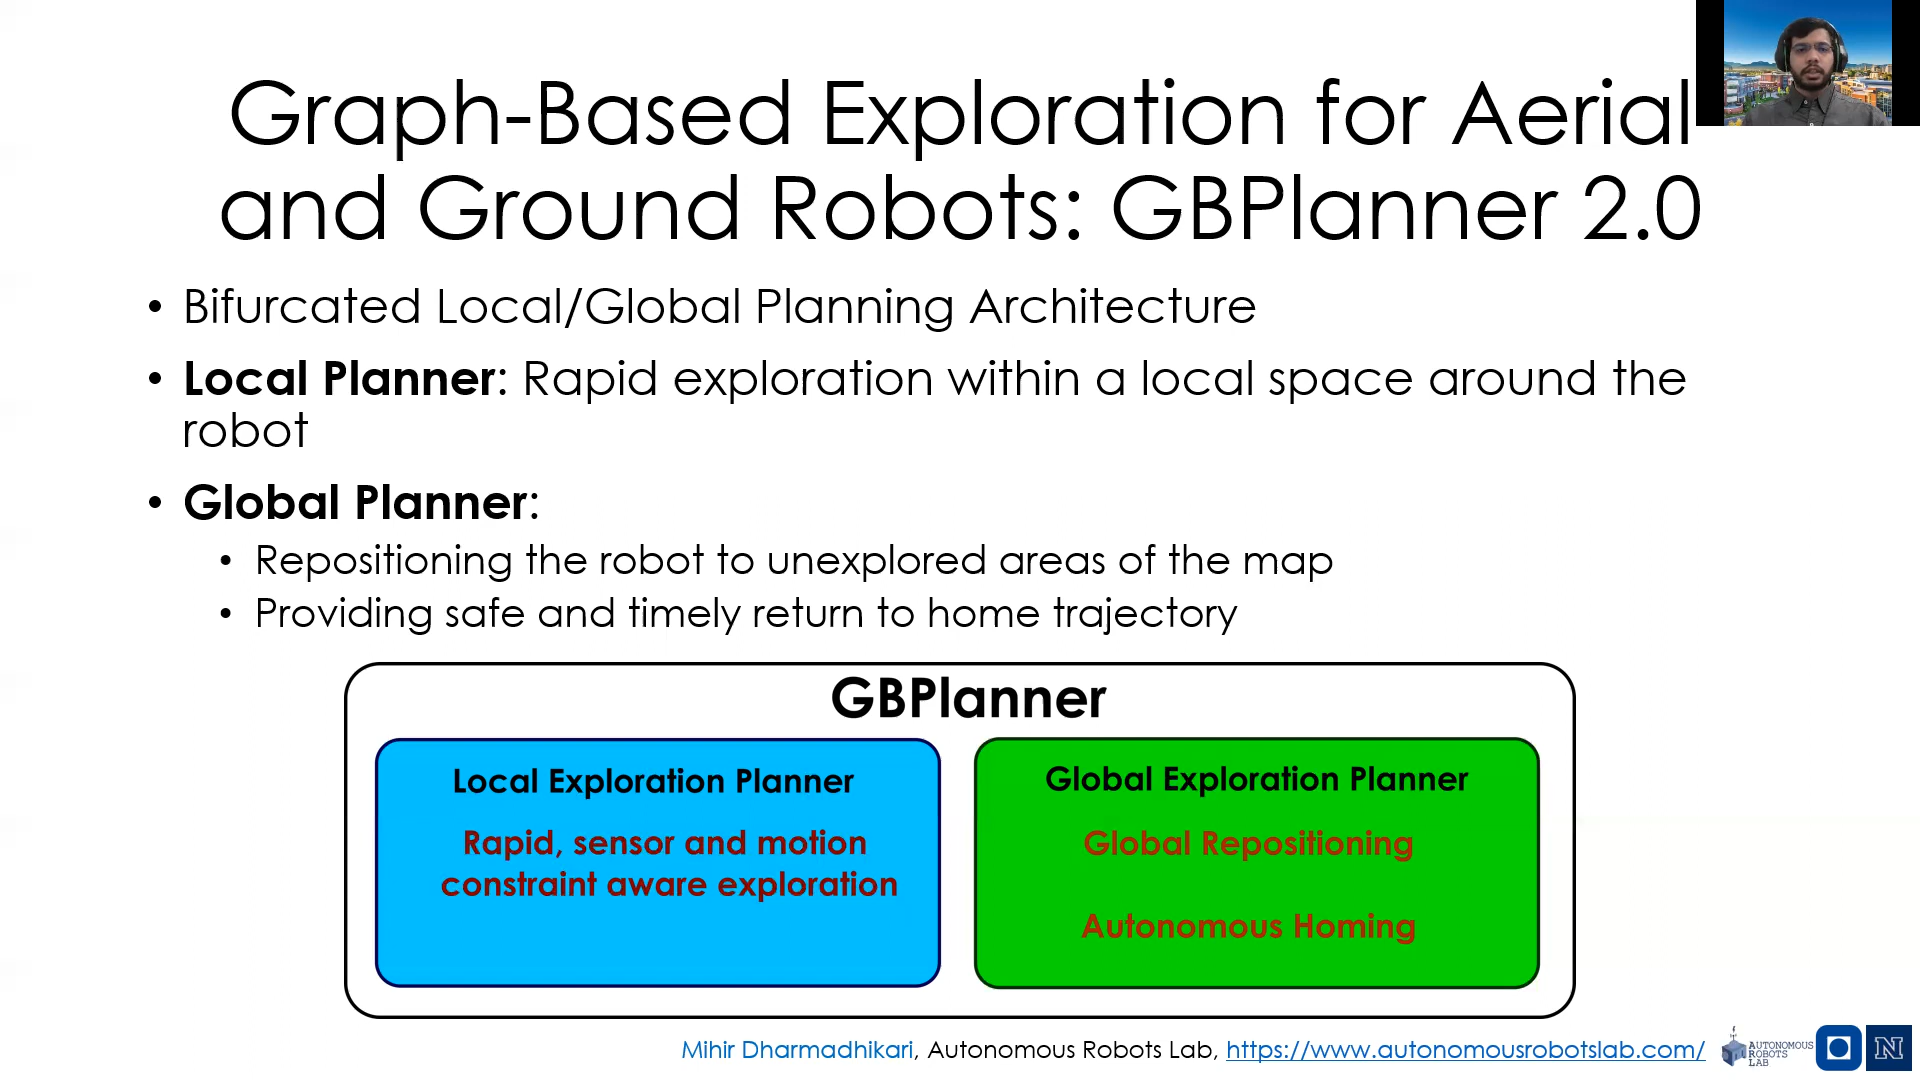 Graph-Based Exploration for Aerial
and Ground Robots: GBPlanner 2.0
• Bifurcated Local/Global Planning Architecture
• Local Planner: Rapid exploration within a local space around the
robot
• Global Planner:
• Repositioning the robot to unexplored areas of the map
• Providing safe and timely return to home trajectory
GBPlanner
Local Exploration Planner
Rapid, sensor and motion
constraint aware exploration
Global Exploration Planner
Global Repositioning
Autonomous Homing
Mihir Dharmadhikari, Autonomous Robots Lab, https://www.autonomousrobotslab.com/
AUTONOMOUS
ROBOTS
LAB
N